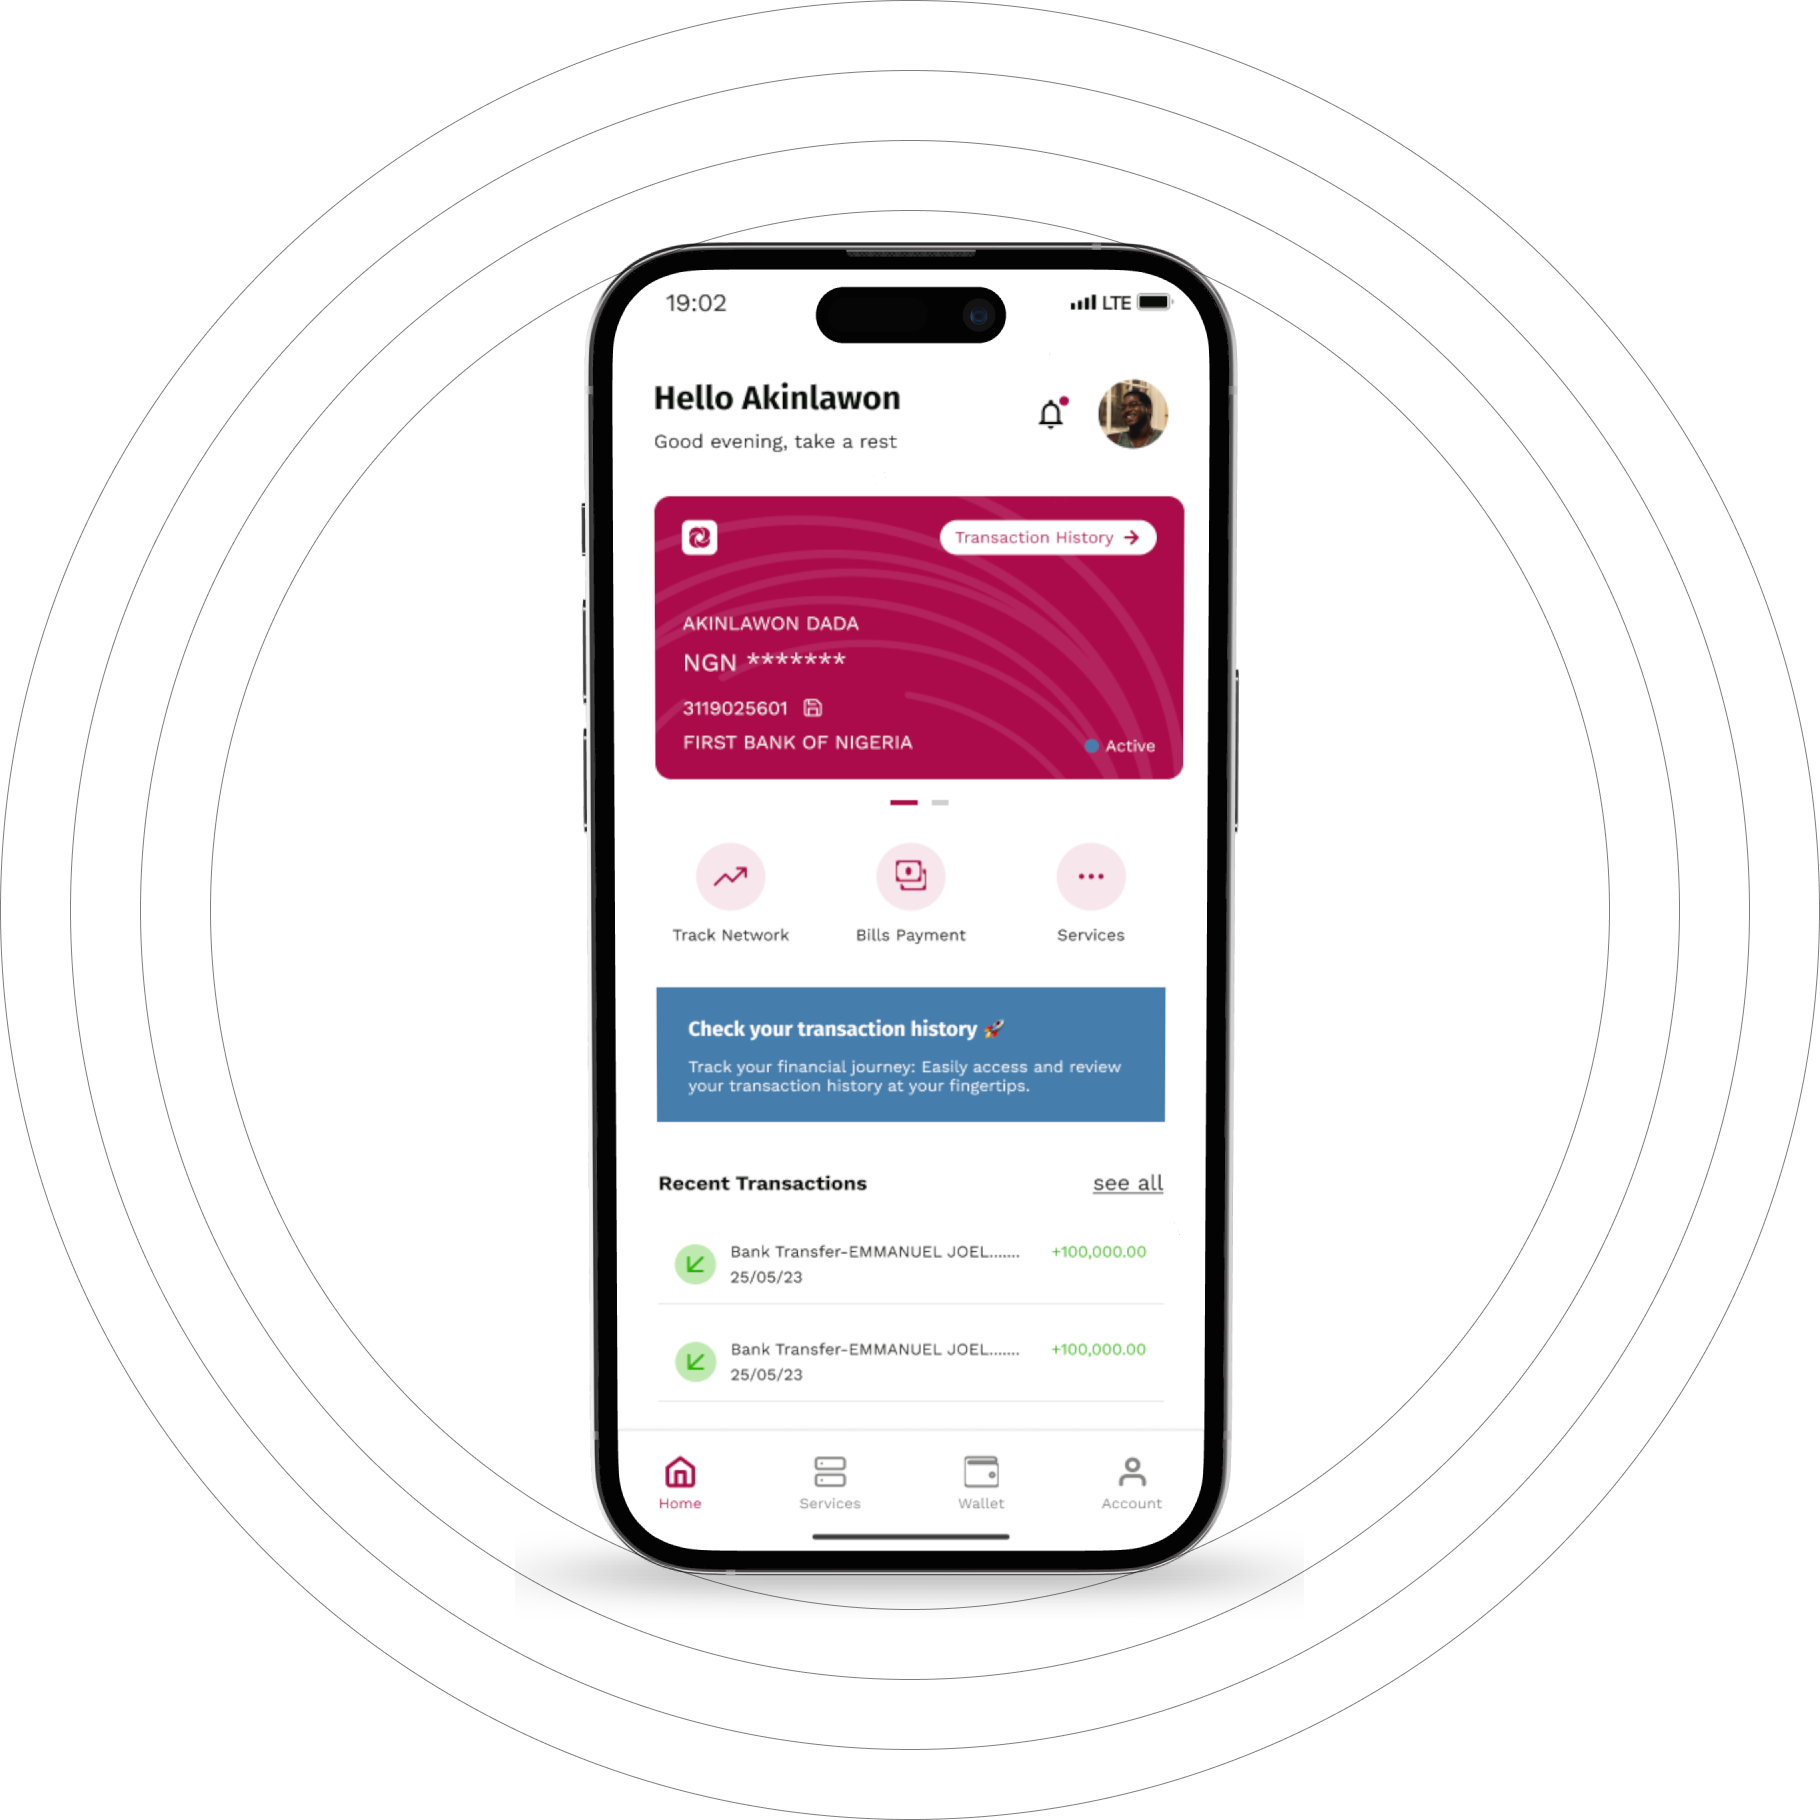 19:02
LTE
Hello Akinlawon
Good evening, take a rest
Transaction History
AKINLAWON DADA
NGN *******
3119025601
FIRST BANK OF NIGERIA
Active
Track Network
Bills Payment
Services
Check your transaction history 🚀
Track your financial journey: Easily access and review
your transaction history at your fingertips.
Recent Transactions
see all
Bank Transfer-EMMANUEL JOEL.......
+100,000.00
25/05/23
Bank Transfer-EMMANUEL JOEL.......
+100,000.00
25/05/23
Home
Services
Wallet
Account